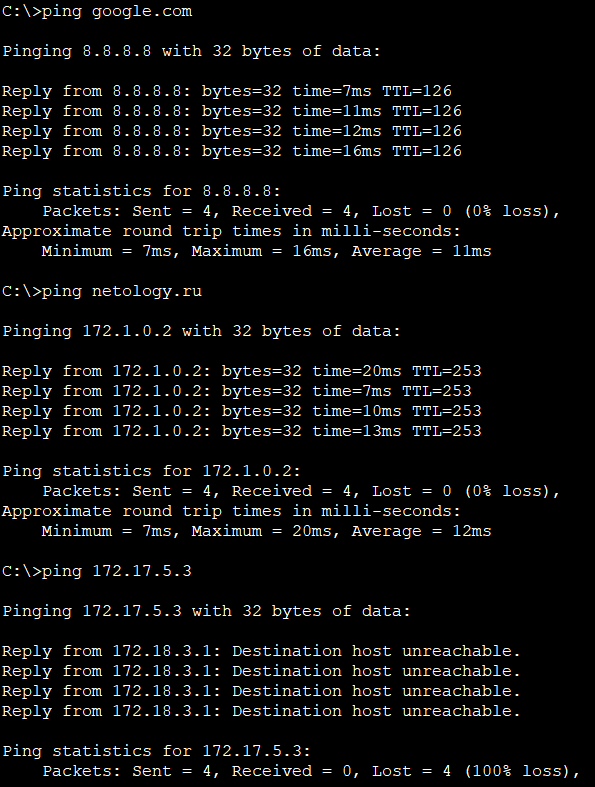 C:\>ping google.com
Pinging 8.8.8.8 with 32 bytes of data:
Reply from 8.8.8.8: bytes=32 time=7ms TTL=126
Reply from 8.8.8.8: bytes=32 time=11ms TTL=126
Reply from 8.8.8.8: bytes=32 time=12ms TTL=126
Reply from 8.8.8.8: bytes=32 time=16ms TTL=126
Ping statistics for 8.8.8.8:
    Packets: Sent = 4, Received = 4, Lost = 0 (0% loss),
Approximate round trip times in milli-seconds:
    Minimum = 7ms, Maximum = 16ms, Average = 11ms
C:\>ping netology.ru
Pinging 172.1.0.2 with 32 bytes of data:
Reply from 172.1.0.2: bytes=32 time=20ms TTL=253
Reply from 172.1.0.2: bytes=32 time=7ms TTL=253
Reply from 172.1.0.2: bytes=32 time=10ms TTL=253
Reply from 172.1.0.2: bytes=32 time=13ms TTL=253
Ping statistics for 172.1.0.2:
    Packets: Sent = 4, Received = 4, Lost = 0 (0% loss),
Approximate round trip times in milli-seconds:
    Minimum = 7ms, Maximum = 20ms, Average = 12ms
C:\>ping 172.17.5.3
Pinging 172.17.5.3 with 32 bytes of data:
Reply from 172.18.3.1: Destination host unreachable.
Reply from 172.18.3.1: Destination host unreachable.
Reply from 172.18.3.1: Destination host unreachable.
Reply from 172.18.3.1: Destination host unreachable.
Ping statistics for 172.17.5.3:
    Packets: Sent = 4, Received = 0, Lost = 4 (100% loss),